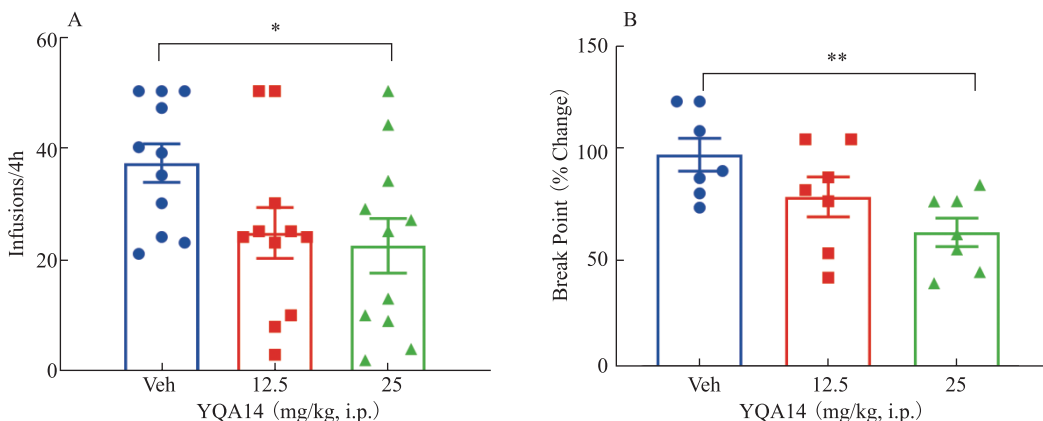 A
*
60
40
20
0
Infusions/4h
Veh
12.5
25
YQA14 (mg/kg, i.p.)
B
**
150
100
50
0
Break Point (% Change)
Veh
12.5
25
YQA14 (mg/kg, i.p.)